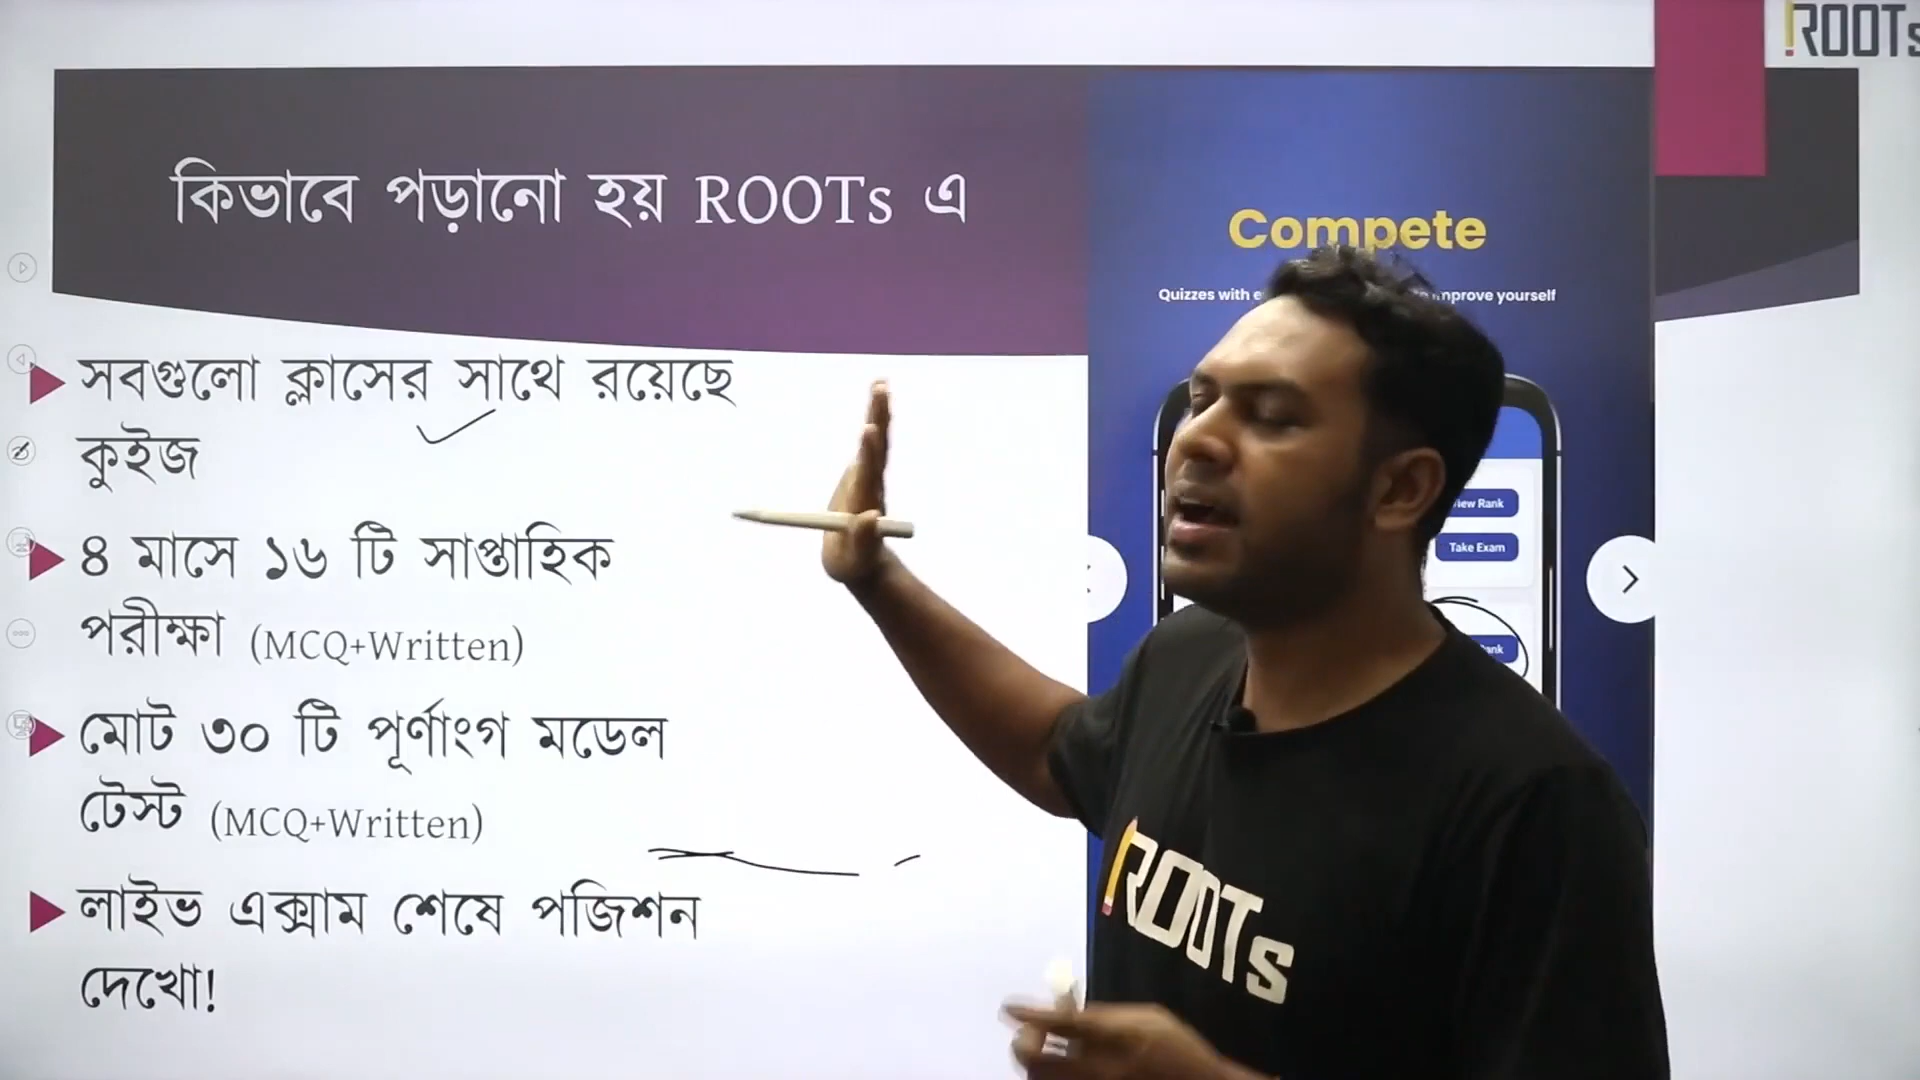 ROOTs
কিভাবে পড়ানো হয় ROOTs এ
সবগুলো ক্লাসের সাথে রয়েছে
কুইজ
৪ মাসে ১৬ টি সাপ্তাহিক
পরীক্ষা (MCQ+Written)
মোট ৩০ টি পূর্ণাংগ মডেল
টেস্ট (MCQ+Written)
লাইভ এক্সাম শেষে পজিশন
দেখো!
Compete
Quizzes with improve yourself
View Rank
Take Exam
ROOTs